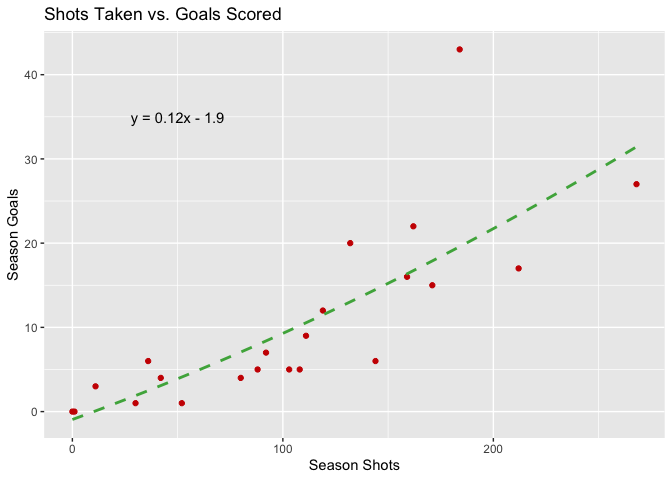 Shots Taken vs. Goals Scored
40
y = 0.12x - 1.9
30
20
10
0
0 100 200
Season Shots
Season Goals